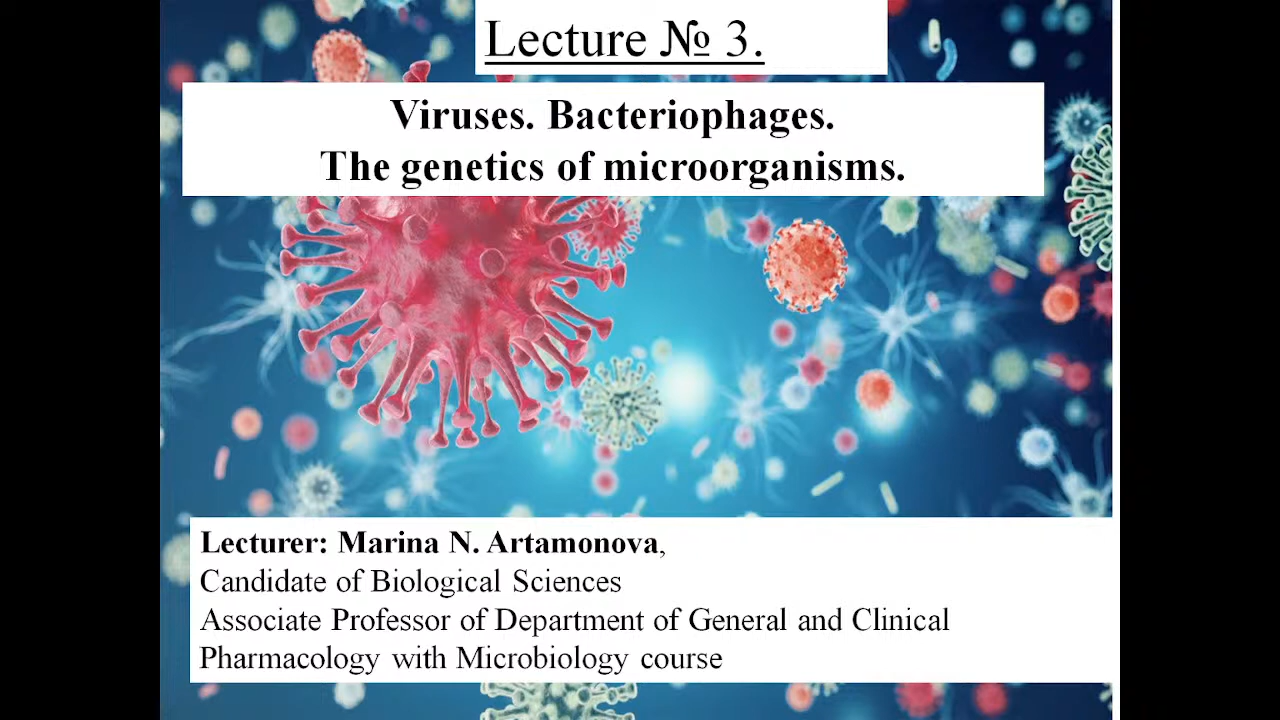 Lecture № 3.
Viruses. Bacteriophages.
The genetics of microorganisms.
Lecturer: Marina N. Artamonova,
Candidate of Biological Sciences
Associate Professor of Department of General and Clinical
Pharmacology with Microbiology course